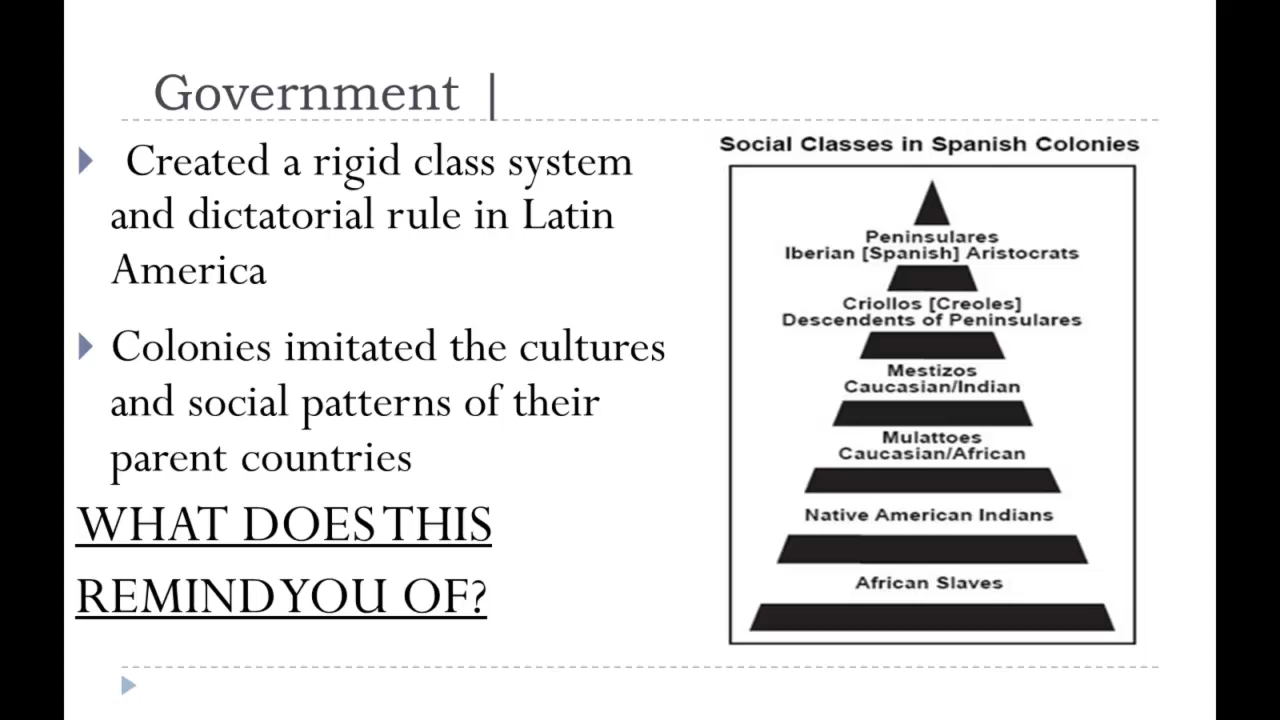 Government |
Created a rigid class system
and dictatorial rule in Latin
America
Colonies imitated the cultures
and social patterns of their
parent countries
WHAT DOES THIS
REMIND YOU OF?
Social Classes in Spanish Colonies
Peninsulares
Iberian [Spanish] Aristocrats
Criollos [Creoles]
Descendents of Peninsulares
Mestizos
Caucasian/Indian
Mulattoes
Caucasian/African
Native American Indians
African Slaves